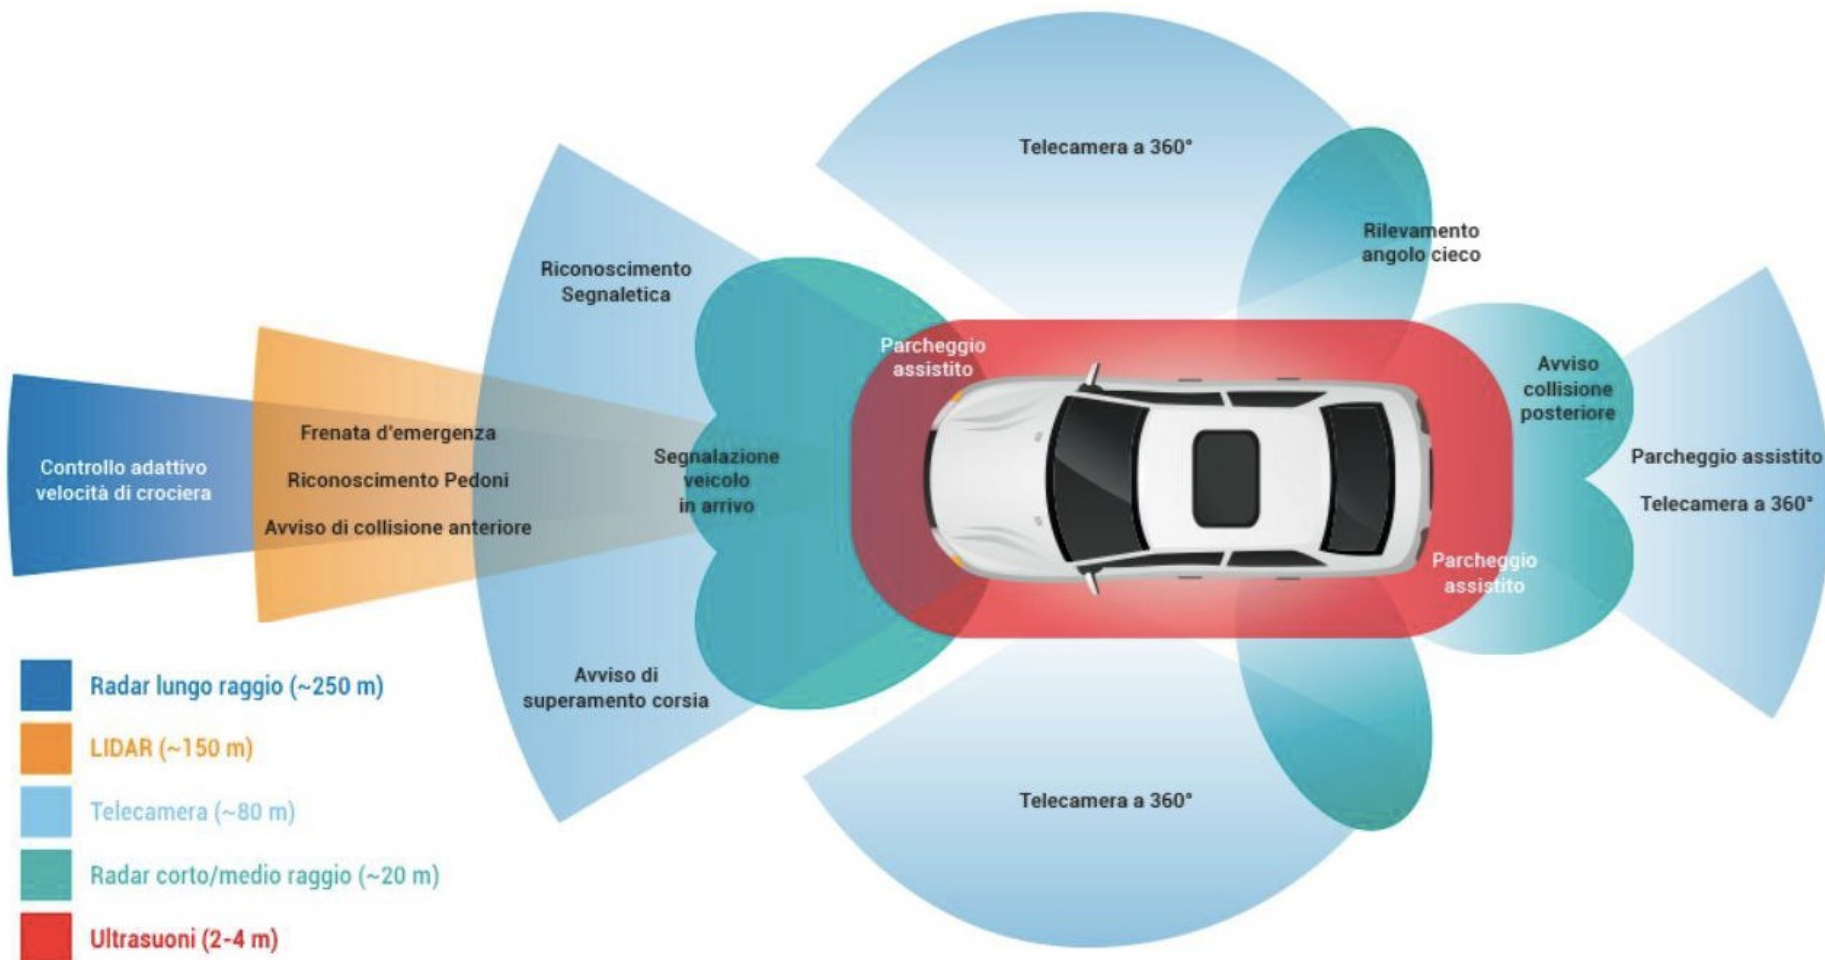 Telecamera a 360°
Rilevamento
angolo cieco
Riconoscimento
Segnaletica
Parcheggio
assistito
Avviso
collisione
posteriore
Frenata d'emergenza
Controllo adattivo
velocità di crociera
Riconoscimento Pedoni
Avviso di collisione anteriore
Segnalazione
veicolo
in arrivo
Parcheggio assistito
Telecamera a 360°
Parcheggio
assistito
Avviso di
superamento corsia
Telecamera a 360°
Radar lungo raggio (~250 m)
LIDAR (~150 m)
Telecamera (~80 m)
Radar corto/medio raggio (~20 m)
Ultrasuoni (2-4 m)